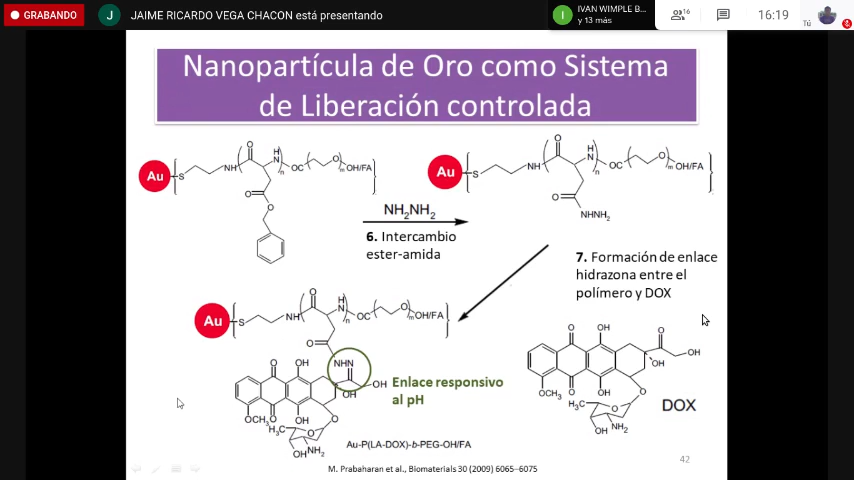 GRABANDO
J
JAIME RICARDO VEGA CHACON está presentando
I
IVAN WIMPLE B...
y 13 más
16
16:19
Tú
Nanopartícula de Oro como Sistema
de Liberación controlada
Au
S
NH
O
H
N
n
OC
O
m
OH/FA
O
O
NH₂NH₂
6. Intercambio
ester-amida
Au
S
NH
O
H
N
n
OC
O
m
OH/FA
O
NHNH₂
7. Formación de enlace
hidrazona entre el
polímero y DOX
Au
S
NH
O
H
N
n
OC
O
m
OH/FA
O
NHN
O
OH
OH
OH
OCH₃
O
OH
O
H₃C
O
OH
NH₂
Enlace responsivo
al pH
Au-P(LA-DOX)-b-PEG-OH/FA
O
OH
O
OH
OH
OCH₃
O
OH
O
H₃C
O
OH
NH₂
DOX
42
M. Prabaharan et al., Biomaterials 30 (2009) 6065–6075